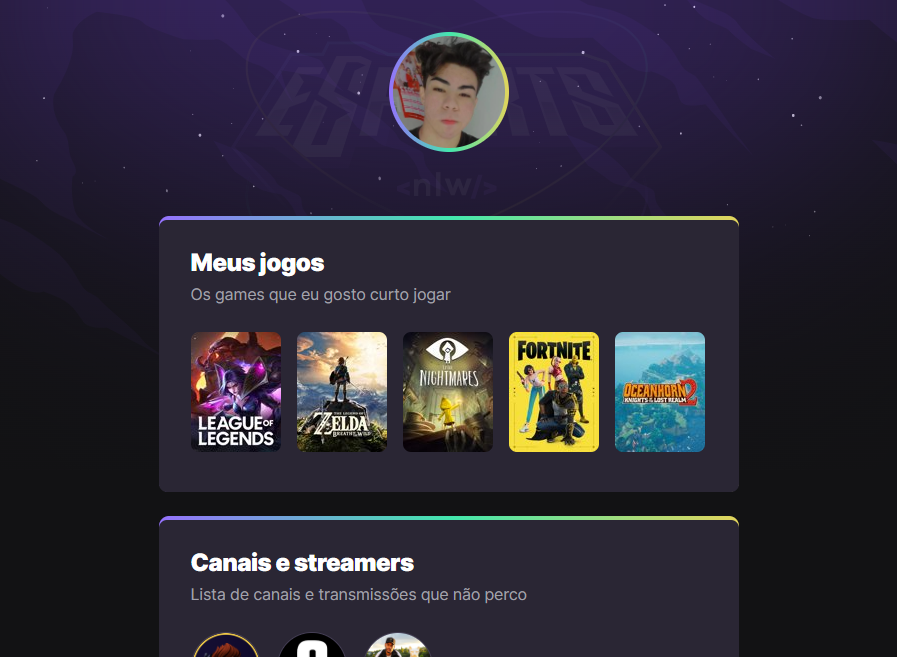 ESPORTS
<nlw/>
Meus jogos
Os games que eu gosto curto jogar
LEAGUE OF
LEGENDS
THE LEGEND OF
ZELDA
BREATH OF THE WILD
LITTLE
NIGHTMARES
FORTNITE
OCEANHORN 2
KNIGHTS OF THE LOST REALM
Canais e streamers
Lista de canais e transmissões que não perco